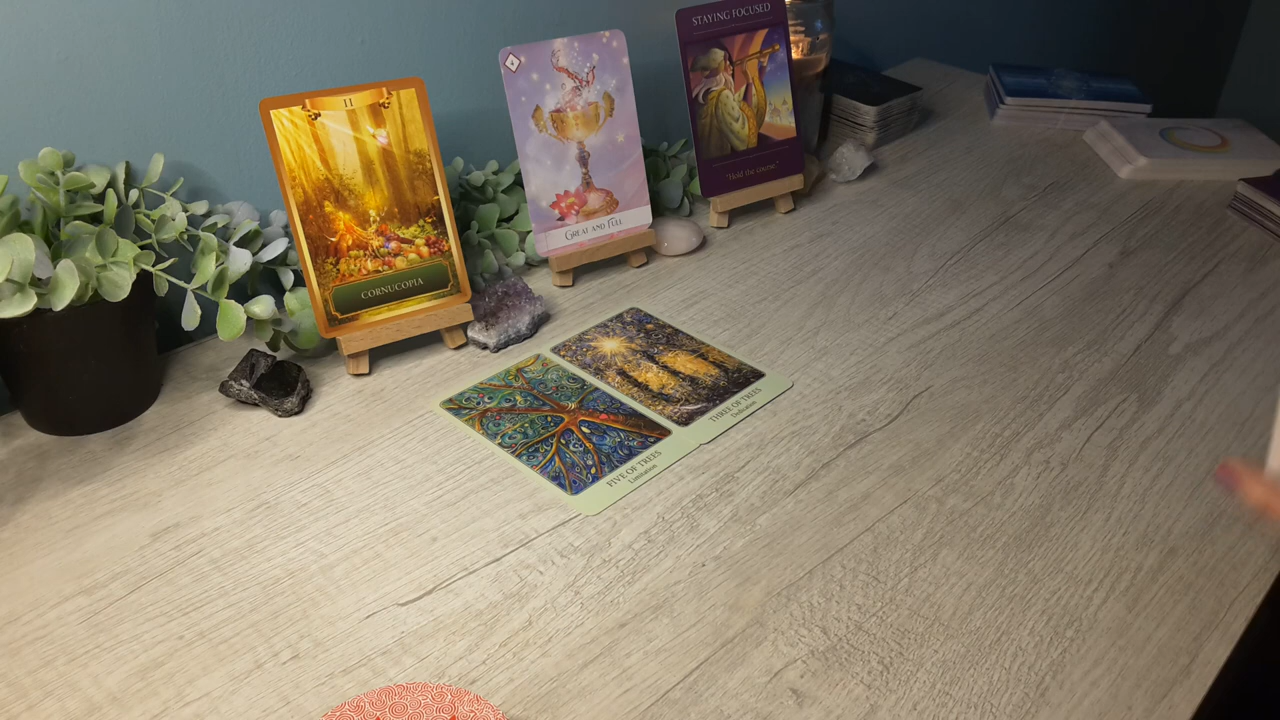 II
CORNUCOPIA
GREAT AND FULL
STAYING FOCUSED
"Hold the course."
FIVE OF TREES
Limitation
THREE OF TREES
Dedication